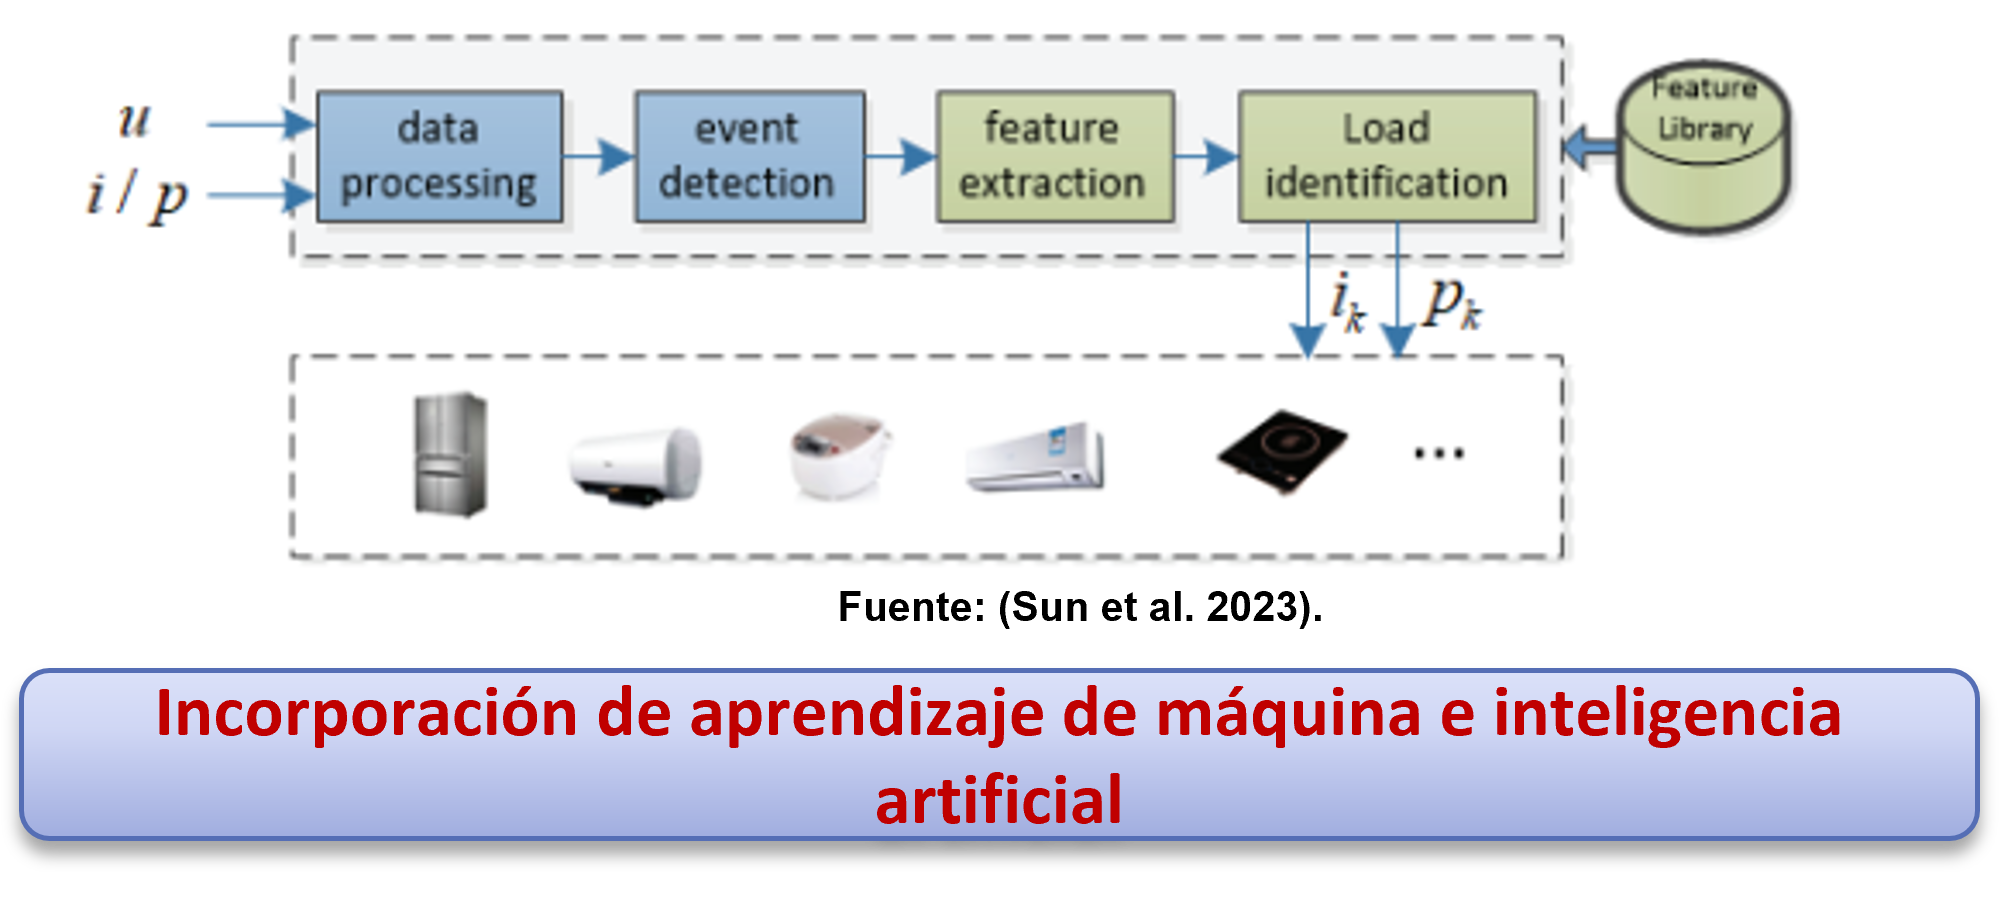 u
i / p
data
processing
event
detection
feature
extraction
Load
identification
Feature
Library
i_k
p_k
...
Fuente: (Sun et al. 2023).
Incorporación de aprendizaje de máquina e inteligencia
artificial